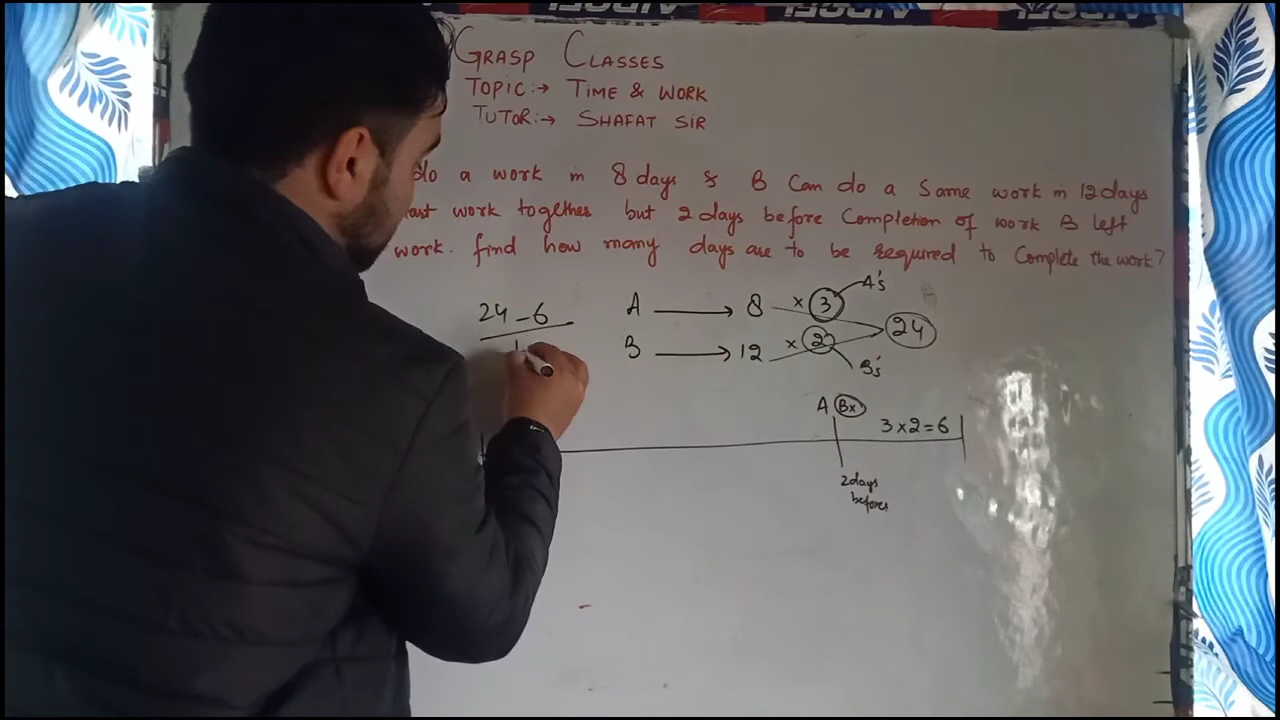 GRASP CLASSES
TOPIC:→ TIME & WORK
TUTOR:→ SHAFAT SIR
do a work in 8 days & B Can do a Same work in 12 days
work together but 2 days before Completion of work B left
work. find how many days are to be required to Complete the work?
24-6
A → 8 × 3 A's
B → 12 × 2 B's
24
A Bx
3×2=6
2days
before